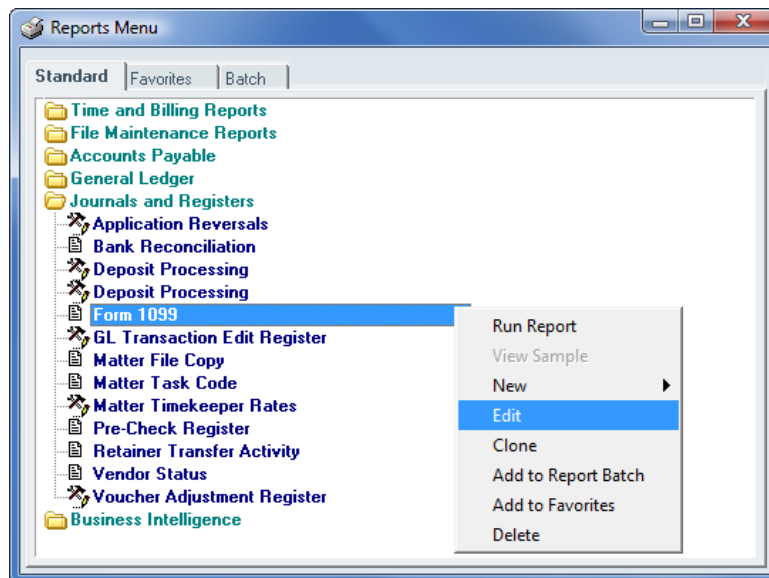 Reports Menu
Standard Favorites Batch
Time and Billing Reports
File Maintenance Reports
Accounts Payable
General Ledger
Journals and Registers
Application Reversals
Bank Reconciliation
Deposit Processing
Deposit Processing
Form 1099
GL Transaction Edit Register
Matter File Copy
Matter Task Code
Matter Timekeeper Rates
Pre-Check Register
Retainer Transfer Activity
Vendor Status
Voucher Adjustment Register
Business Intelligence
Run Report
View Sample
New
Edit
Clone
Add to Report Batch
Add to Favorites
Delete